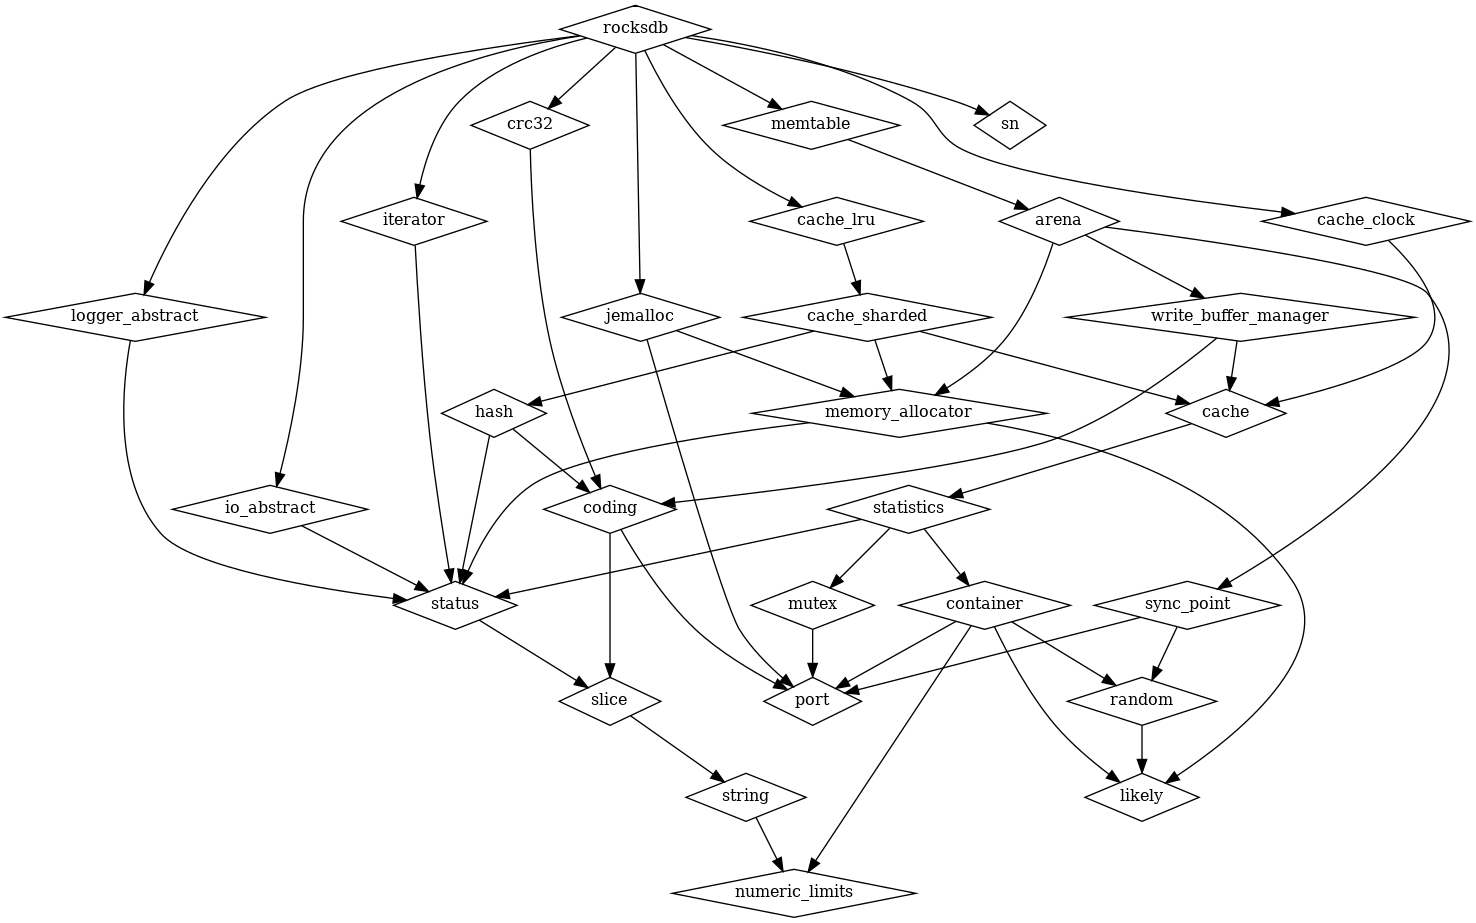 rocksdb
crc32
memtable
sn
iterator
cache_lru
arena
cache_clock
logger_abstract
jemalloc
cache_sharded
write_buffer_manager
hash
memory_allocator
cache
io_abstract
coding
statistics
status
mutex
container
sync_point
slice
port
random
string
likely
numeric_limits